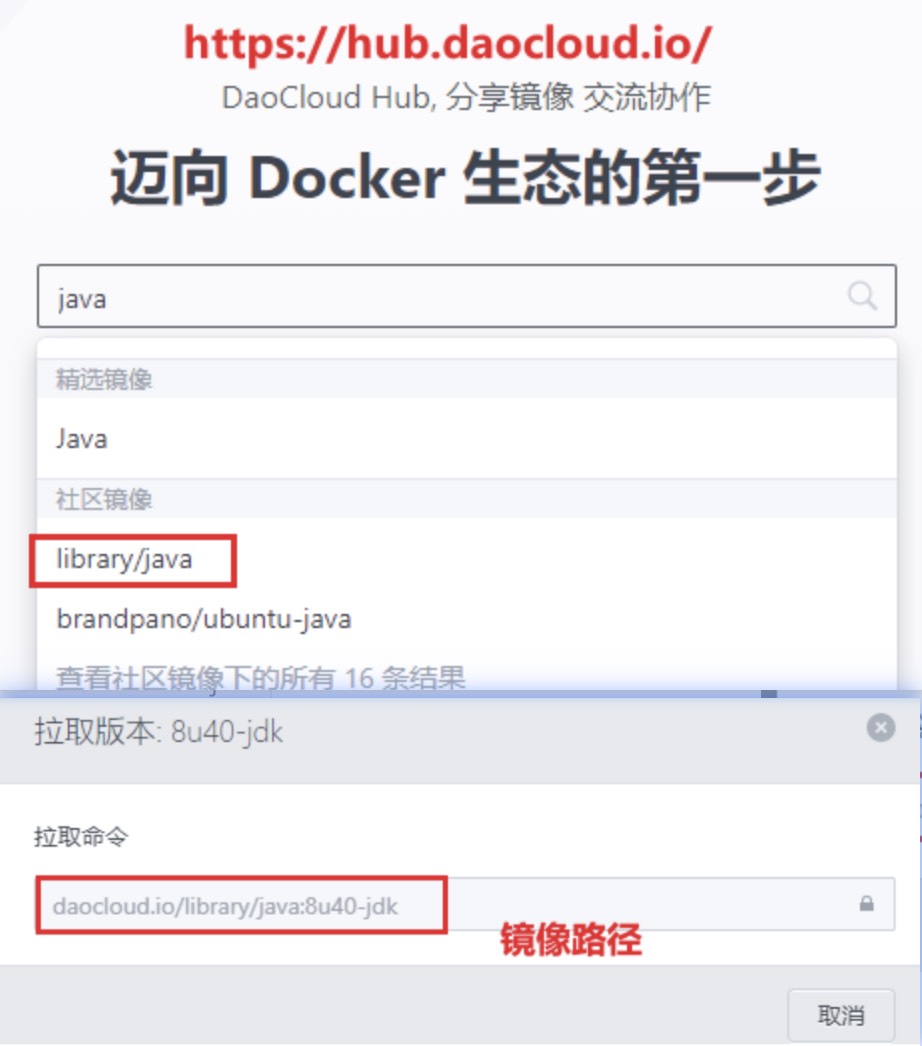 https://hub.daocloud.io/
DaoCloud Hub, 分享镜像 交流协作
迈向 Docker 生态的第一步
java
精选镜像
Java
社区镜像
library/java
brandpano/ubuntu-java
查看社区镜像下的所有 16 条结果
拉取版本: 8u40-jdk
拉取命令
daocloud.io/library/java:8u40-jdk
镜像路径
取消